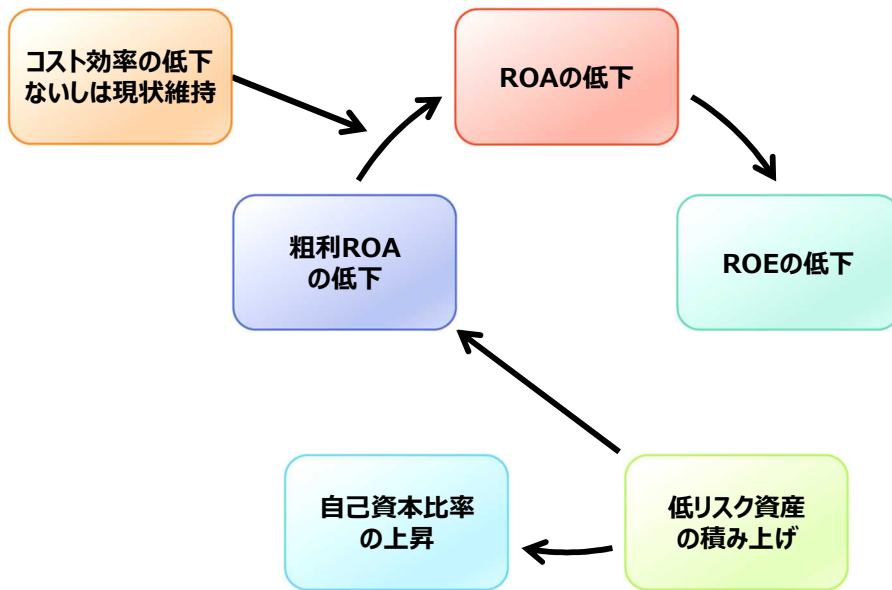 コスト効率の低下
ないしは現状維持
ROAの低下
粗利ROA
の低下
ROEの低下
自己資本比率
の上昇
低リスク資産
の積み上げ